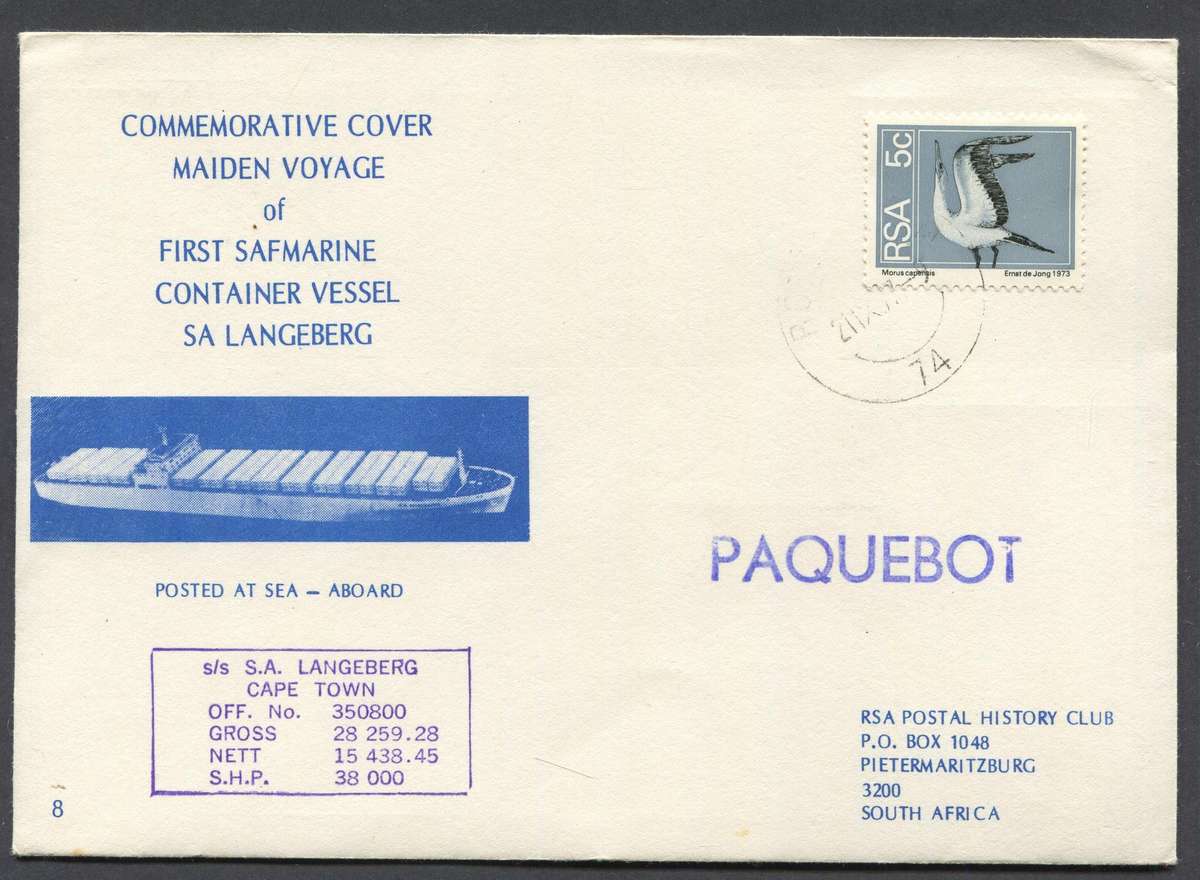 COMMEMORATIVE COVER
MAIDEN VOYAGE
of
FIRST SAFMARINE
CONTAINER VESSEL
SA LANGEBERG
RSA 5c
Morus capensis Ernst de Jong 1973
74
PAQUEBOT
POSTED AT SEA – ABOARD
s/s S.A. LANGEBERG
CAPE TOWN
OFF. No. 350800
GROSS 28 259.28
NETT 15 438.45
S.H.P. 38 000
8
RSA POSTAL HISTORY CLUB
P.O. BOX 1048
PIETERMARITZBURG
3200
SOUTH AFRICA